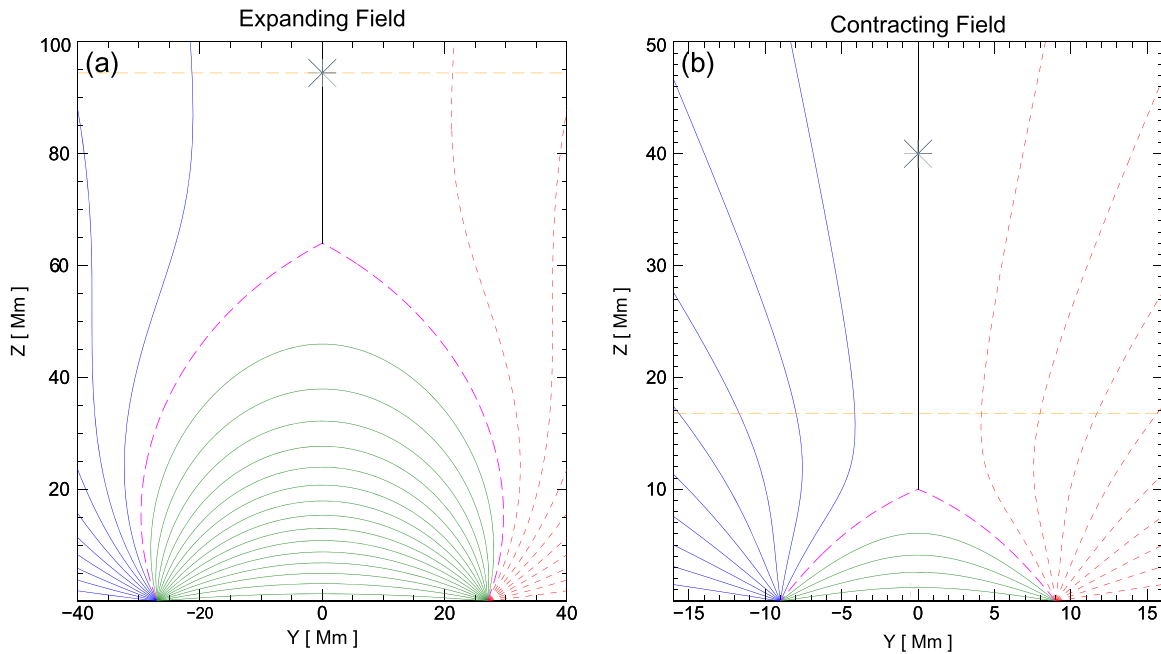 Expanding Field
(a)
100
80
60
40
20
Z [ Mm ]
−40 −20 0 20 40
Y [ Mm ]
Contracting Field
(b)
50
40
30
20
10
Z [ Mm ]
−15 −10 −5 0 5 10 15
Y [ Mm ]